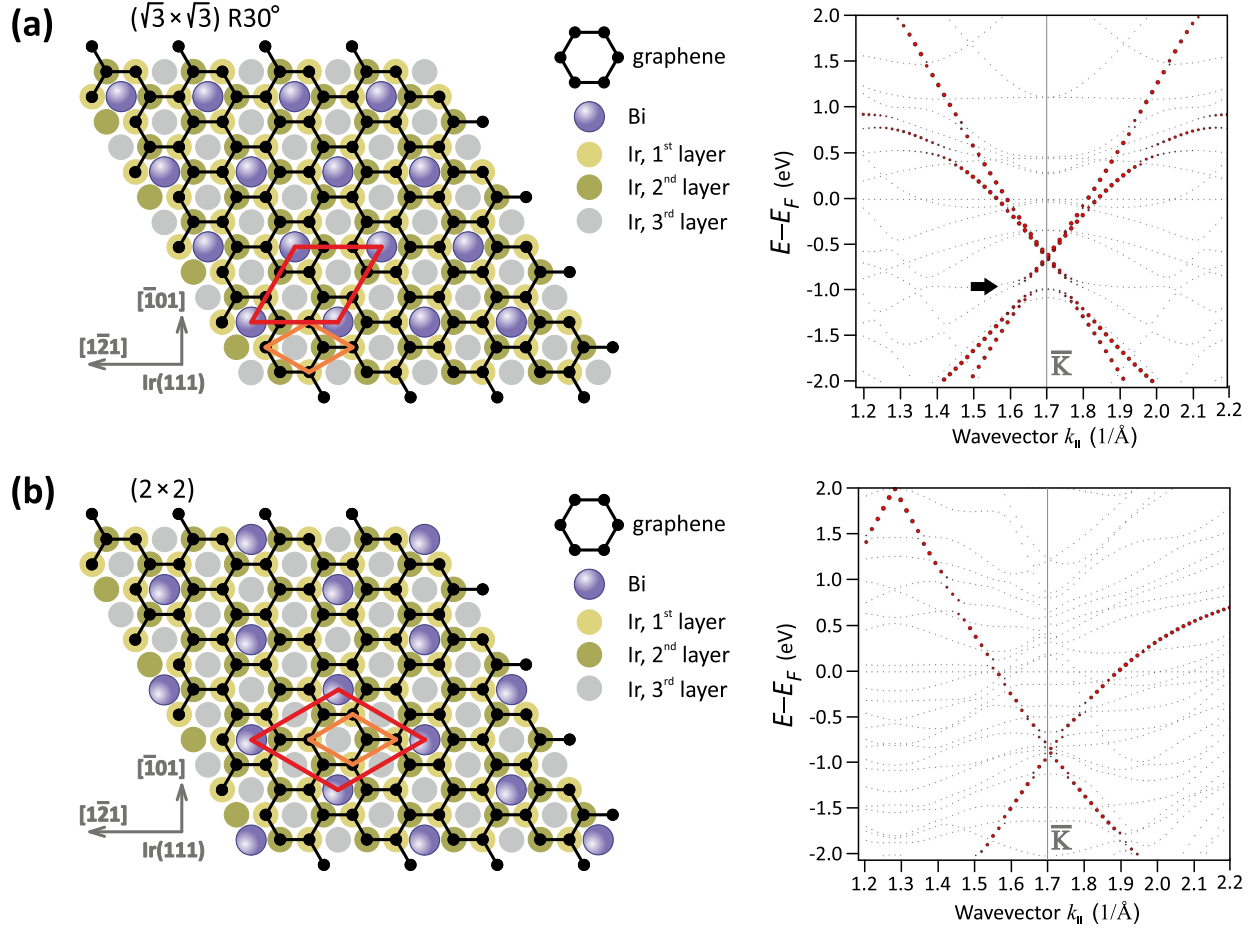 (a)
(√3 × √3) R30°
graphene
Bi
Ir, 1st layer
Ir, 2nd layer
Ir, 3rd layer
[1̅01]
[12̅1]
Ir(111)
E−EF (eV)
2.0
1.0
0.5
0.0
-0.5
-1.0
-1.5
-2.0
K̅
1.2 1.3 1.4 1.5 1.6 1.7 1.8 1.9 2.0 2.1 2.2
Wavevector k|| (1/Å)
(b)
(2 × 2)
graphene
Bi
Ir, 1st layer
Ir, 2nd layer
Ir, 3rd layer
[1̅01]
[12̅1]
Ir(111)
E−EF (eV)
2.0
1.5
1.0
0.5
0.0
-0.5
-1.0
-1.5
-2.0
K̅
1.2 1.3 1.4 1.5 1.6 1.7 1.8 1.9 2.0 2.1 2.2
Wavevector k|| (1/Å)